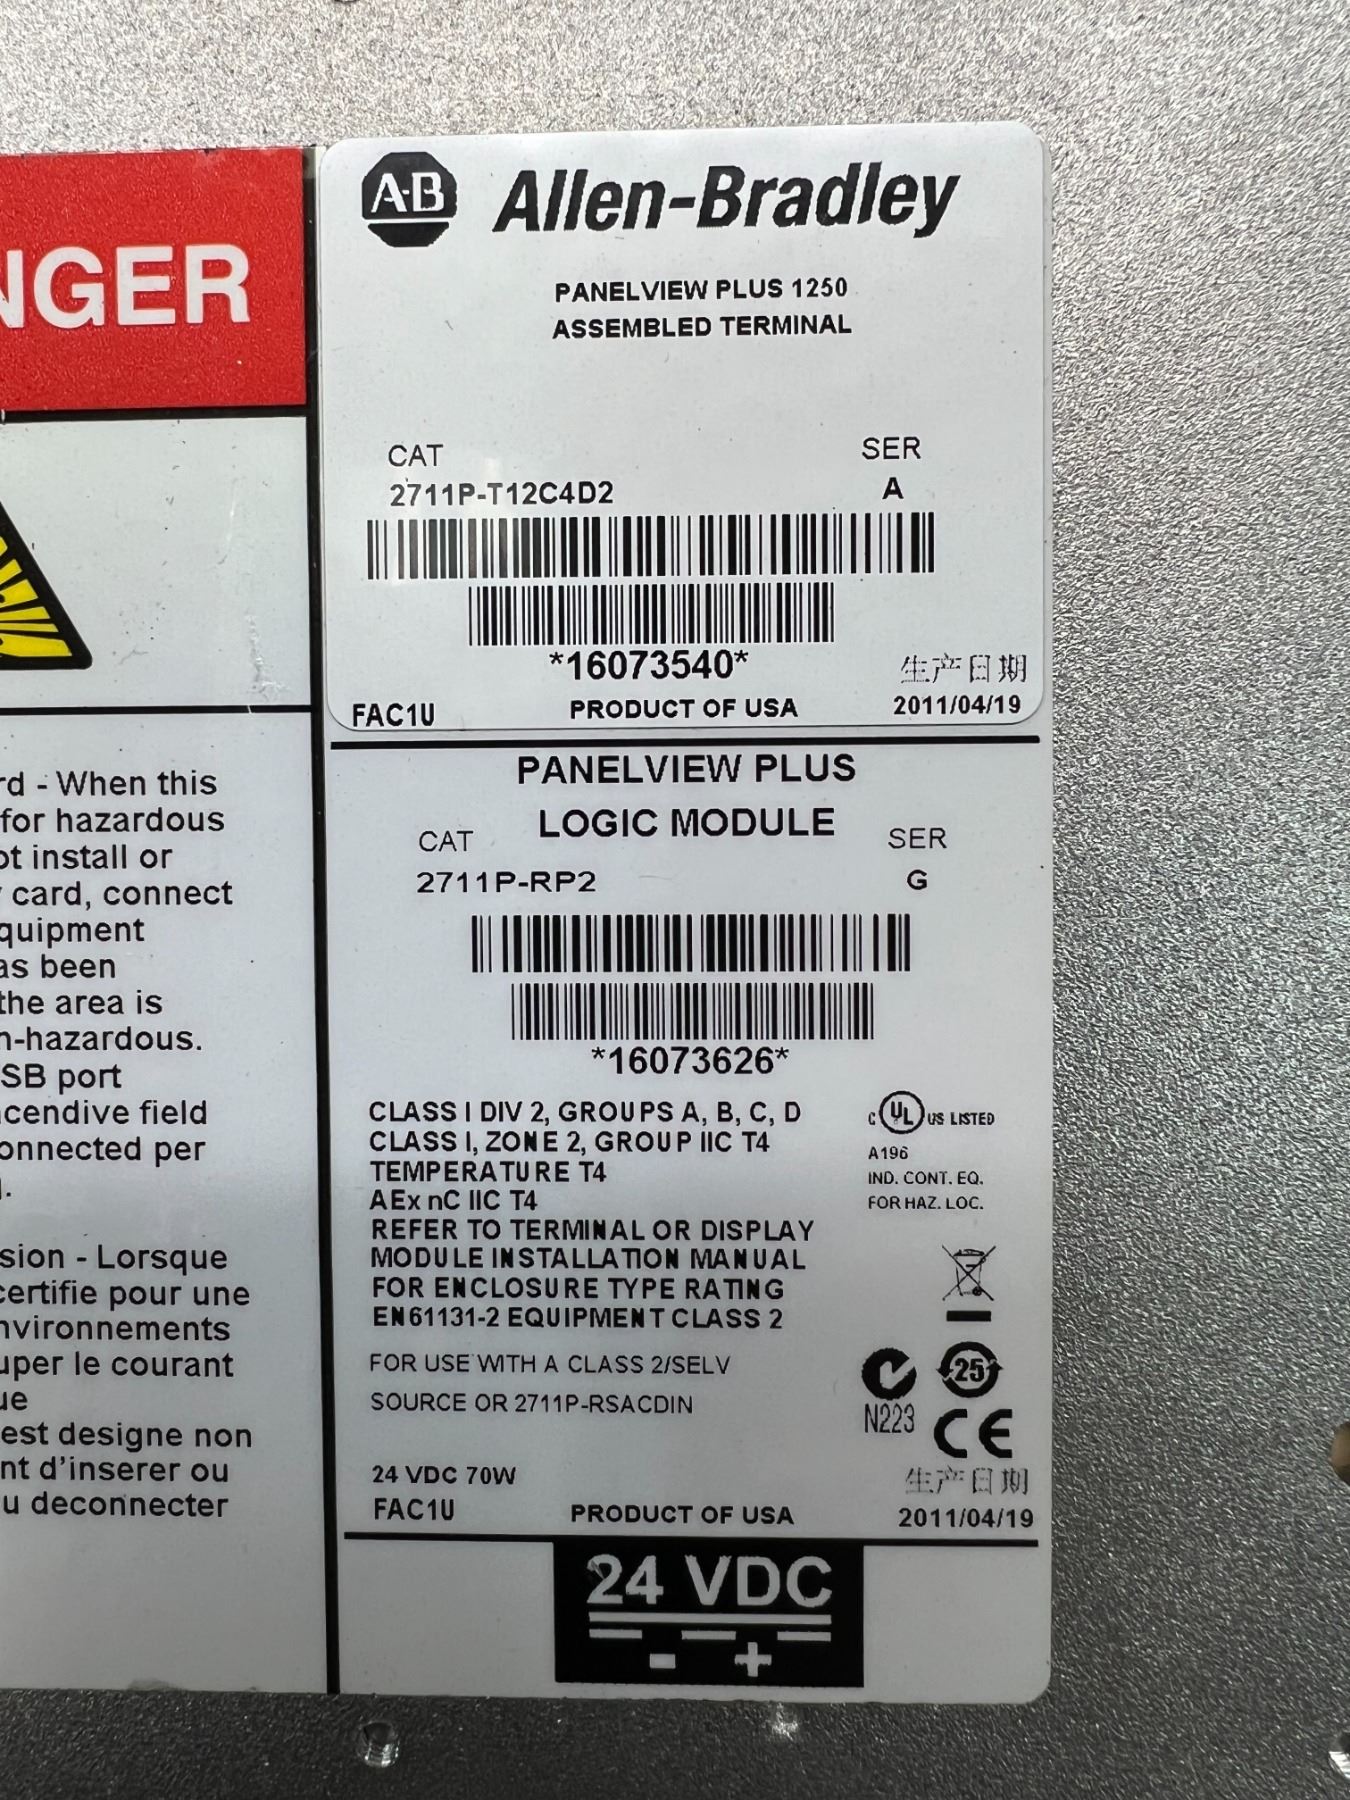 NGER
rd - When this
for hazardous
ot install or
card, connect
quipment
as been
the area is
n-hazardous.
SB port
ncendive field
onnected per
sion - Lorsque
certifie pour une
nvironnements
uper le courant
ue
est designe non
nt d'inserer ou
u deconnecter
A-B Allen-Bradley
PANELVIEW PLUS 1250
ASSEMBLED TERMINAL
CAT SER
2711P-T12C4D2 A
*16073540*
生产日期
FAC1U PRODUCT OF USA 2011/04/19
PANELVIEW PLUS
LOGIC MODULE
CAT SER
2711P-RP2 G
*16073626*
CLASS I DIV 2, GROUPS A, B, C, D
CLASS I, ZONE 2, GROUP IIC T4
TEMPERATURE T4
AEx nC IIC T4
REFER TO TERMINAL OR DISPLAY
MODULE INSTALLATION MANUAL
FOR ENCLOSURE TYPE RATING
EN61131-2 EQUIPMENT CLASS 2
FOR USE WITH A CLASS 2/SELV
SOURCE OR 2711P-RSACDIN
C UL US LISTED
A196
IND. CONT. EQ.
FOR HAZ. LOC.
25
N223 CE
24 VDC 70W
生产日期
FAC1U PRODUCT OF USA 2011/04/19
24 VDC
- +